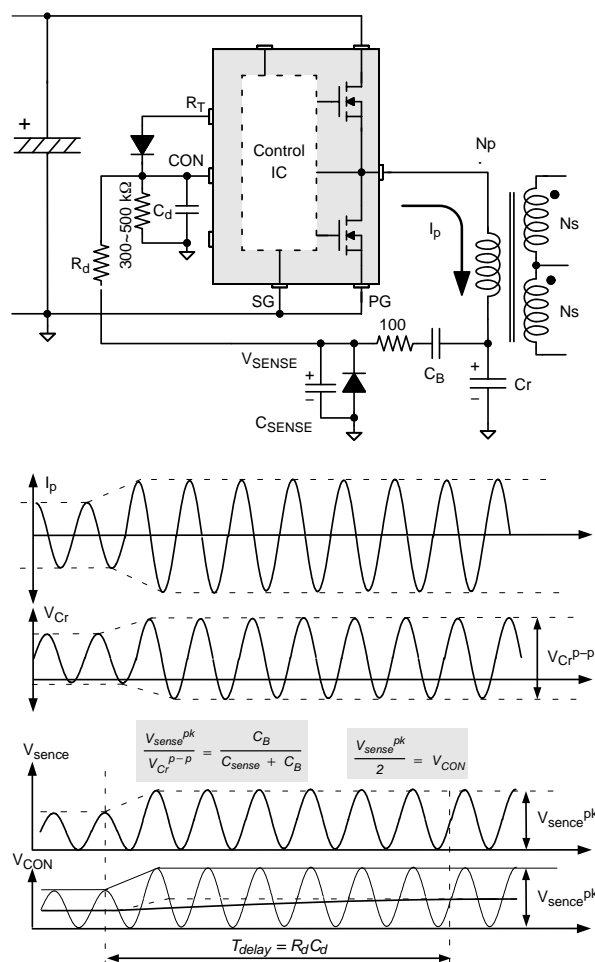 +
R_T
CON
Control
IC
Np
300~500 kΩ
C_d
I_p
Ns
R_d
Ns
SG
PG
100
V_SENSE
C_B
+
Cr
−
+
−
C_SENSE
I_p
V_Cr
V_Cr^p–p
V_sense^pk / V_Cr^p–p = C_B / C_sense + C_B
V_sense^pk / 2 = V_CON
V_sence
V_sence^pk
V_CON
V_sence^pk
T_delay = R_dC_d